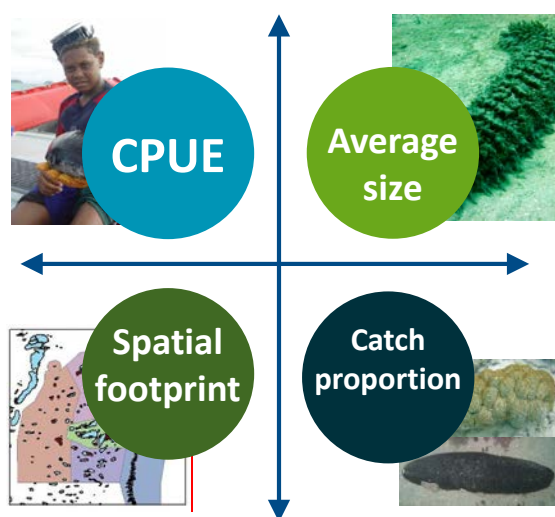 CPUE
Average
size
Spatial
footprint
Catch
proportion